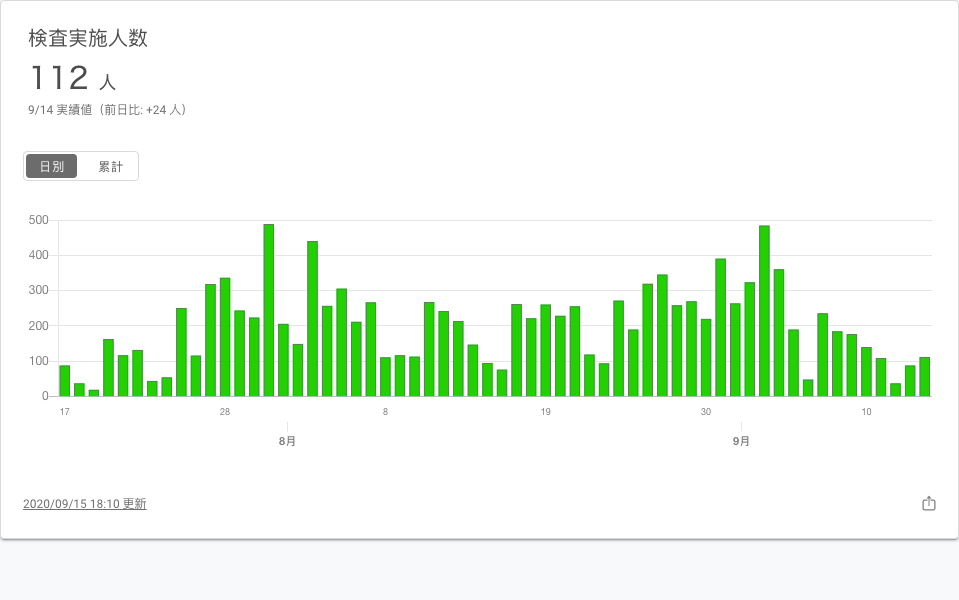 検査実施人数
112 人
9/14 実績値（前日比: +24 人）
日別 累計
500
400
300
200
100
0
17 28 8 19 30 10
8月 9月
2020/09/15 18:10 更新